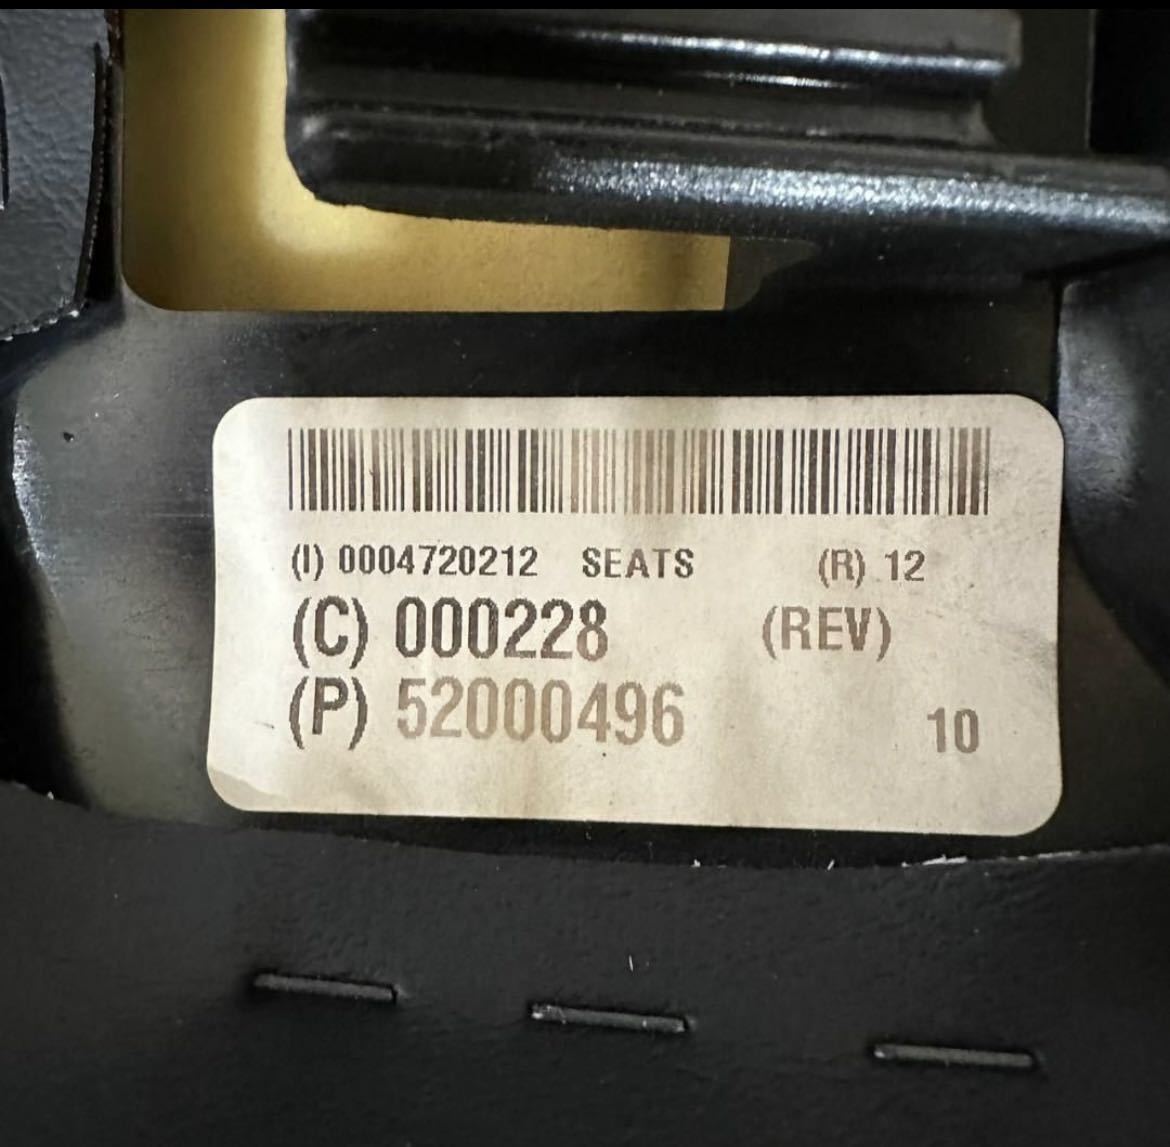 (I) 0004720212 SEATS (R) 12
(C) 000228 (REV)
(P) 52000496 10